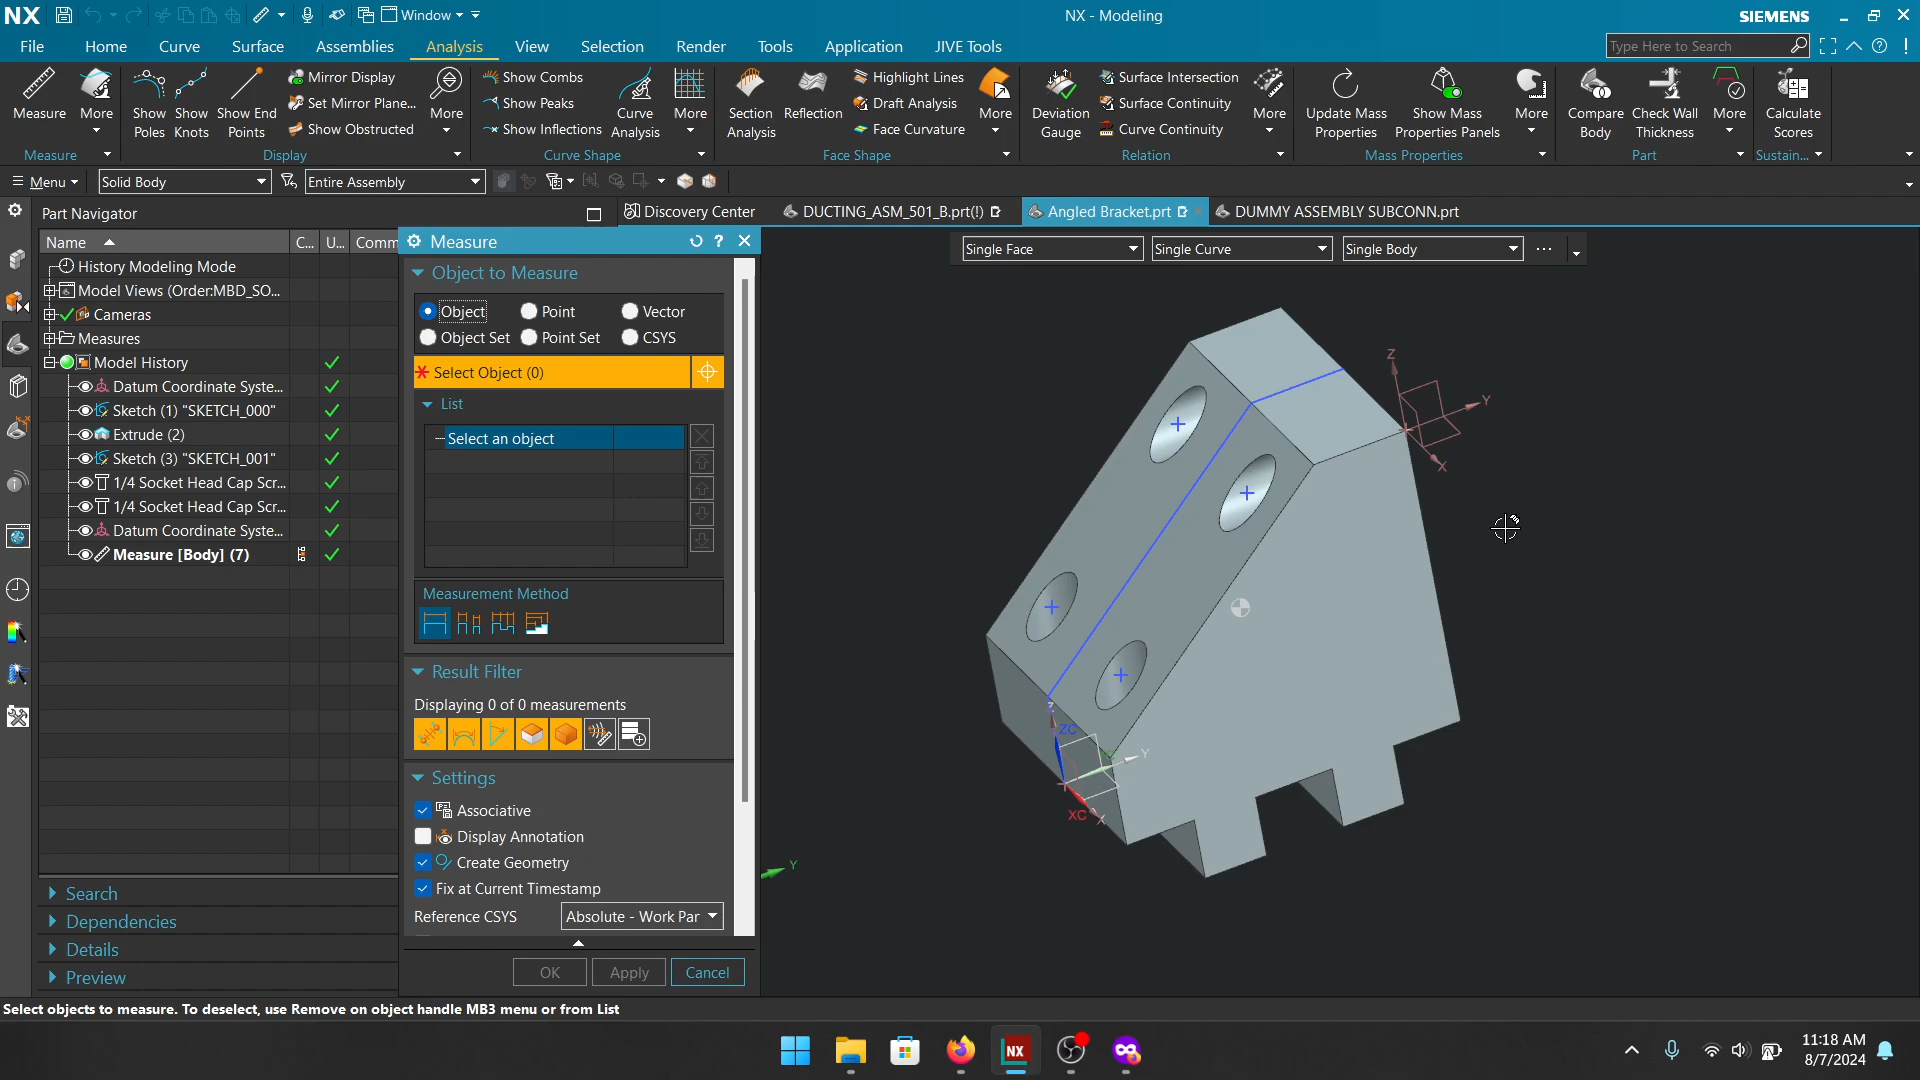 NX
Window
NX - Modeling
SIEMENS
File
Home
Curve
Surface
Assemblies
Analysis
View
Selection
Render
Tools
Application
JIVE Tools
Type Here to Search
Measure
More
Show Poles
Show Knots
Show End Points
Mirror Display
Set Mirror Plane...
Show Obstructed
More
Show Combs
Show Peaks
Show Inflections
Curve Analysis
More
Section Analysis
Reflection
Highlight Lines
Draft Analysis
Face Curvature
More
Deviation Gauge
Surface Intersection
Surface Continuity
Curve Continuity
More
Update Mass Properties
Show Mass Properties Panels
More
Compare Body
Check Wall Thickness
More
Calculate Scores
Measure
Display
Curve Shape
Face Shape
Relation
Mass Properties
Part
Sustain...
Menu
Solid Body
Entire Assembly
Part Navigator
Discovery Center
DUCTING_ASM_501_B.prt(!)
Angled Bracket.prt
DUMMY ASSEMBLY SUBCONN.prt
Name
C...
U...
Comm
History Modeling Mode
Model Views (Order:MBD_SO...
Cameras
Measures
Model History
Datum Coordinate Syste...
Sketch (1) "SKETCH_000"
Extrude (2)
Sketch (3) "SKETCH_001"
1/4 Socket Head Cap Scr...
1/4 Socket Head Cap Scr...
Datum Coordinate Syste...
Measure [Body] (7)
Search
Dependencies
Details
Preview
Measure
Object to Measure
Object
Point
Vector
Object Set
Point Set
CSYS
* Select Object (0)
List
Select an object
Measurement Method
Result Filter
Displaying 0 of 0 measurements
Settings
Associative
Display Annotation
Create Geometry
Fix at Current Timestamp
Reference CSYS
Absolute - Work Par
OK
Apply
Cancel
Single Face
Single Curve
Single Body
Z
Y
X
Z
ZC
Y
XC
X
Y
Select objects to measure. To deselect, use Remove on object handle MB3 menu or from List
NX
11:18 AM
8/7/2024